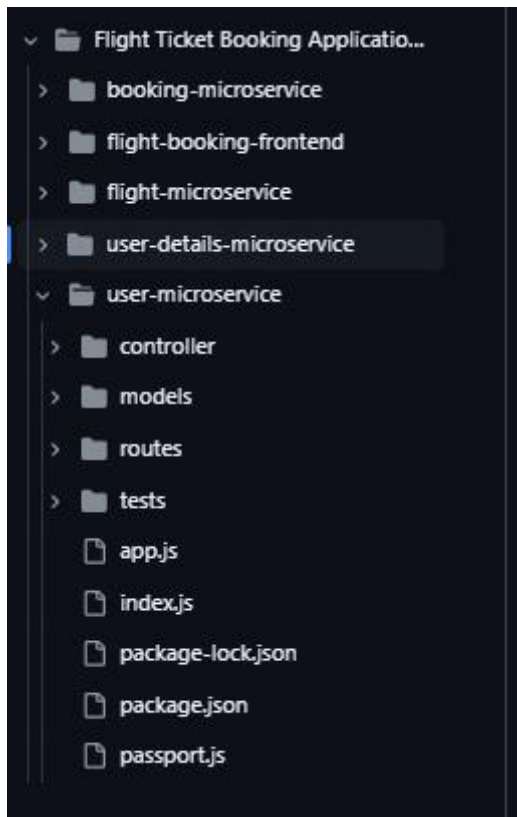 Flight Ticket Booking Applicatio...
booking-microservice
flight-booking-frontend
flight-microservice
user-details-microservice
user-microservice
controller
models
routes
tests
app.js
index.js
package-lock.json
package.json
passport.js